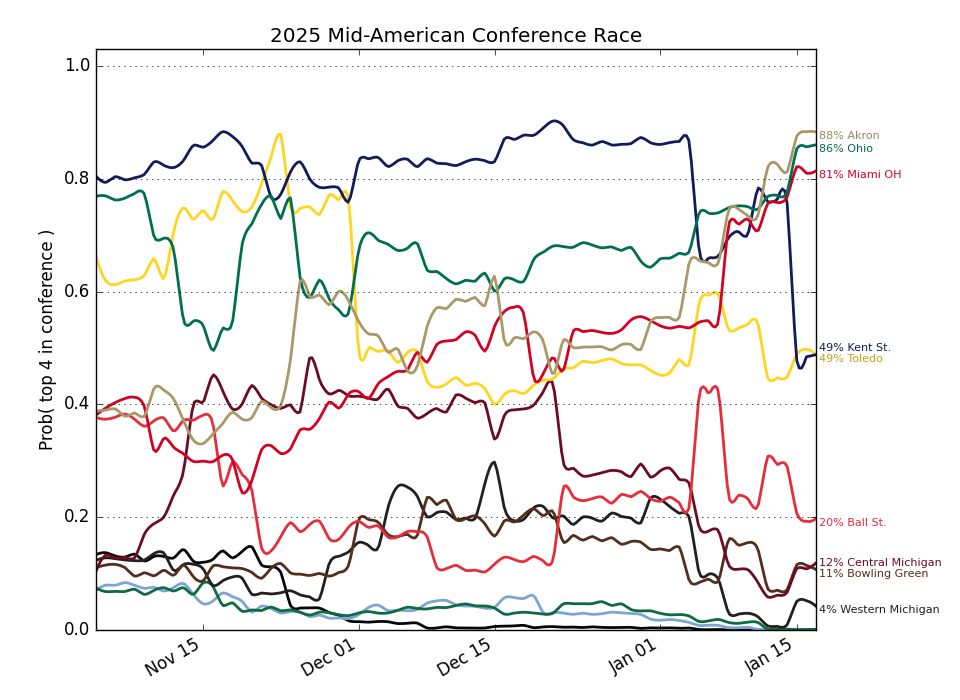 2025 Mid-American Conference Race
Prob( top 4 in conference )
1.0
0.8
0.6
0.4
0.2
0.0
Nov 15
Dec 01
Dec 15
Jan 01
Jan 15
88% Akron
86% Ohio
81% Miami OH
49% Kent St.
49% Toledo
20% Ball St.
12% Central Michigan
11% Bowling Green
4% Western Michigan